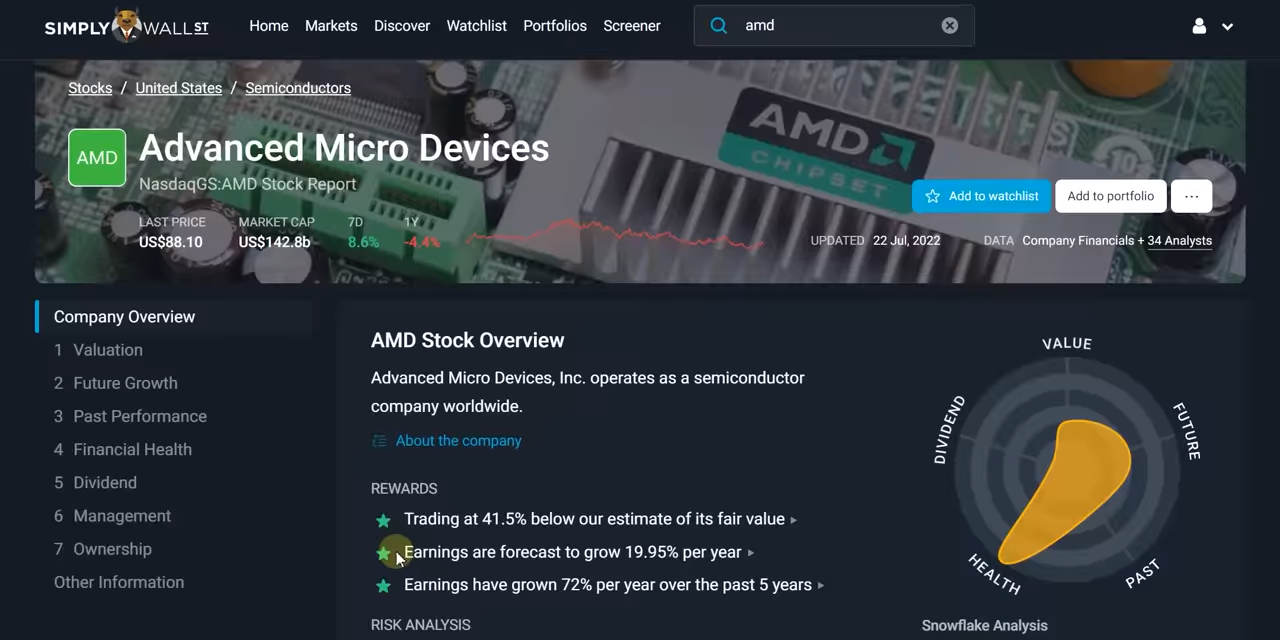 SIMPLY WALL ST
Home Markets Discover Watchlist Portfolios Screener
amd
Stocks / United States / Semiconductors
AMD
CHIPSET
AMD
Advanced Micro Devices
NasdaqGS:AMD Stock Report
Add to watchlist
Add to portfolio
...
LAST PRICE MARKET CAP 7D 1Y
US$88.10 US$142.8b 8.6% -4.4%
UPDATED 22 Jul, 2022 DATA Company Financials + 34 Analysts
Company Overview
1 Valuation
2 Future Growth
3 Past Performance
4 Financial Health
5 Dividend
6 Management
7 Ownership
Other Information
AMD Stock Overview
Advanced Micro Devices, Inc. operates as a semiconductor
company worldwide.
About the company
REWARDS
Trading at 41.5% below our estimate of its fair value
Earnings are forecast to grow 19.95% per year
Earnings have grown 72% per year over the past 5 years
RISK ANALYSIS
VALUE
FUTURE
PAST
HEALTH
DIVIDEND
Snowflake Analysis